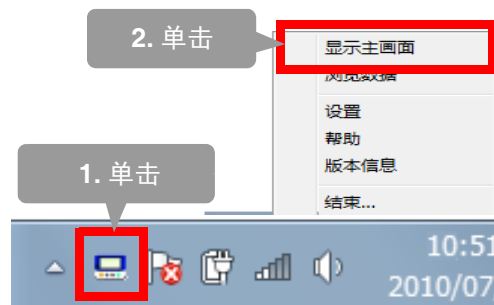 2. 单击
显示主画面
浏览数据
设置
帮助
版本信息
结束...
1. 单击
10:51
2010/07